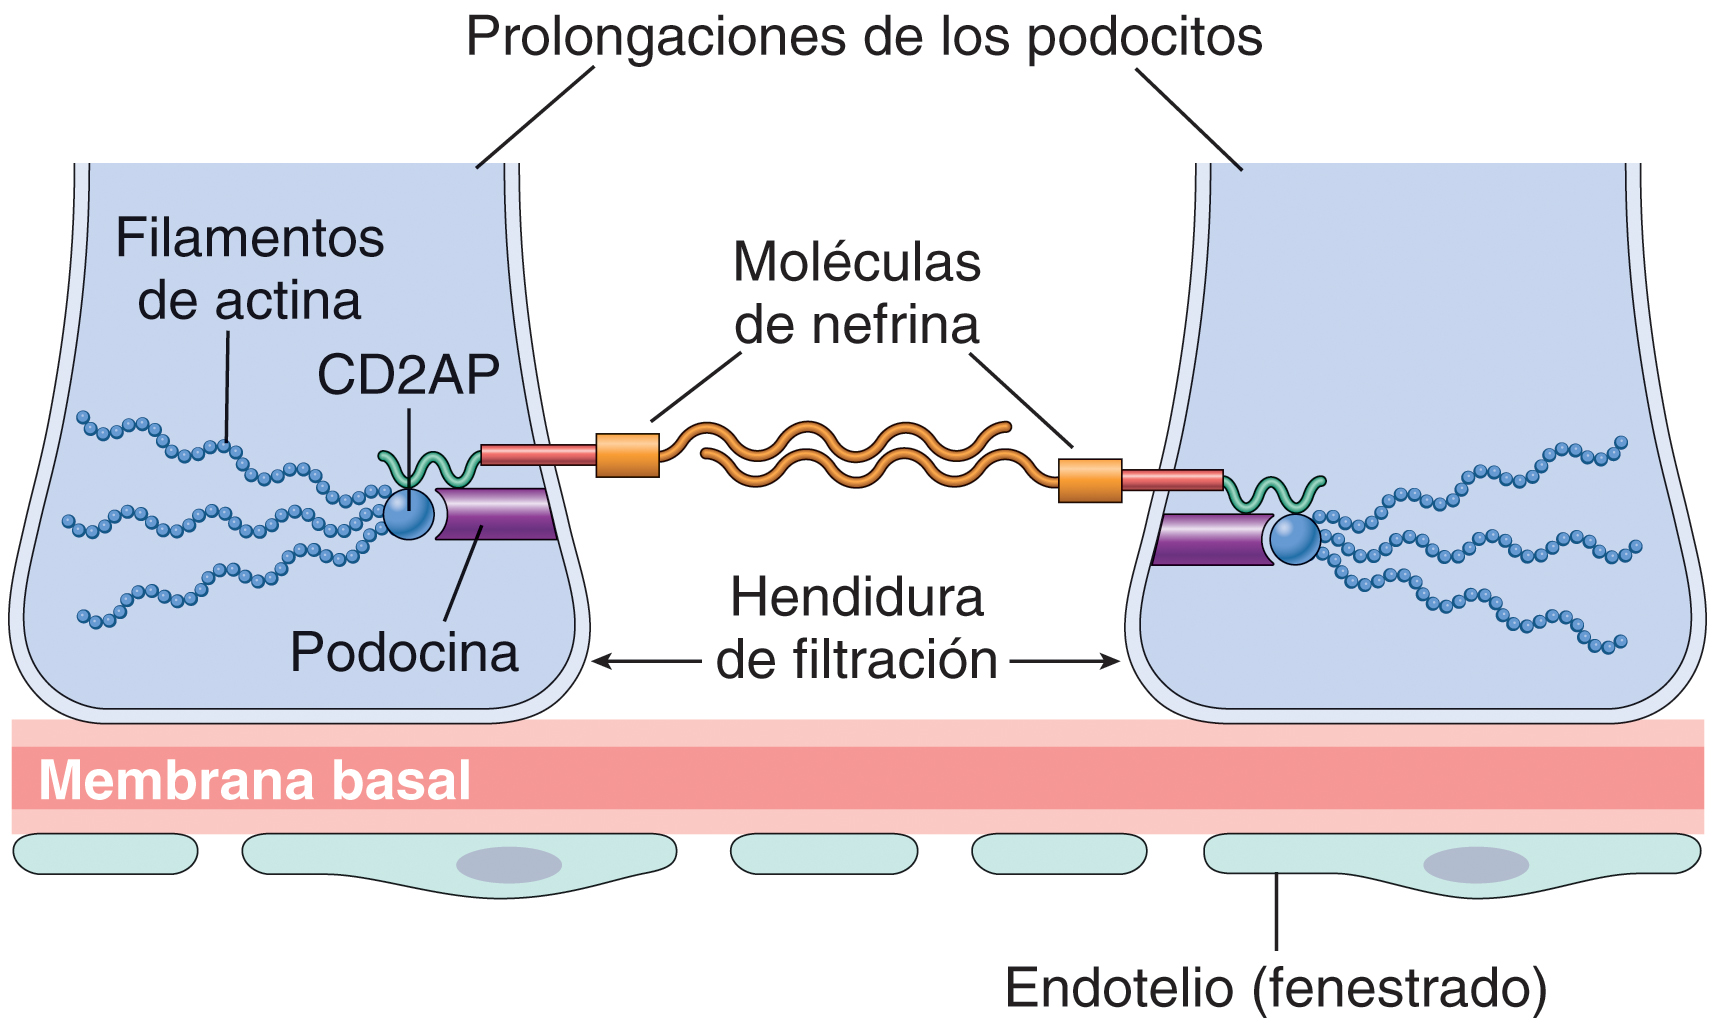 Prolongaciones de los podocitos
Filamentos
de actina
Moléculas
de nefrina
CD2AP
Hendidura
de filtración
Podocina
Membrana basal
Endotelio (fenestrado)